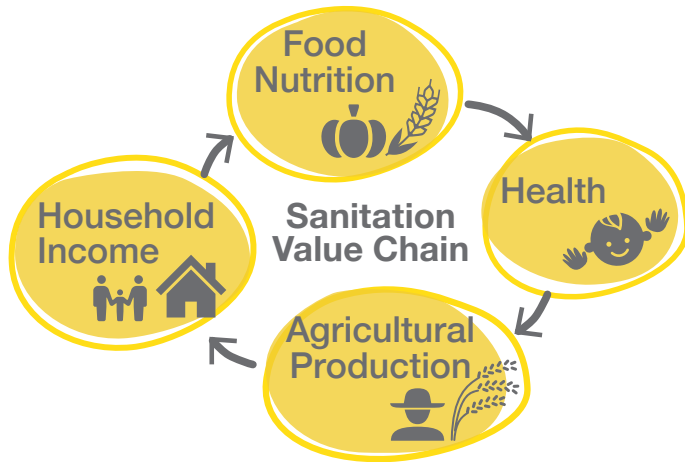 Food
Nutrition
Health
Household
Income
Sanitation
Value Chain
Agricultural
Production